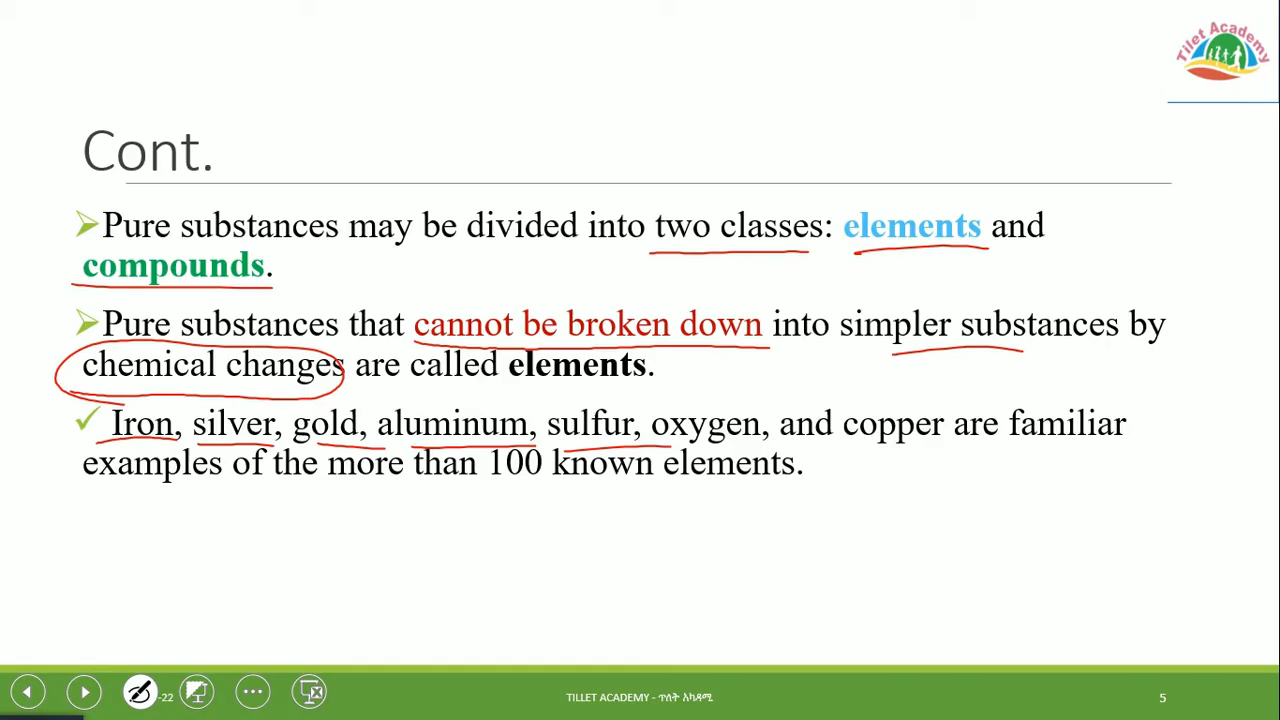 Tilet Academy
Cont.
➢Pure substances may be divided into two classes: elements and
compounds.
➢Pure substances that cannot be broken down into simpler substances by
chemical changes are called elements.
✓ Iron, silver, gold, aluminum, sulfur, oxygen, and copper are familiar
examples of the more than 100 known elements.
-22
TILLET ACADEMY - ጥለት አካዳሚ
5